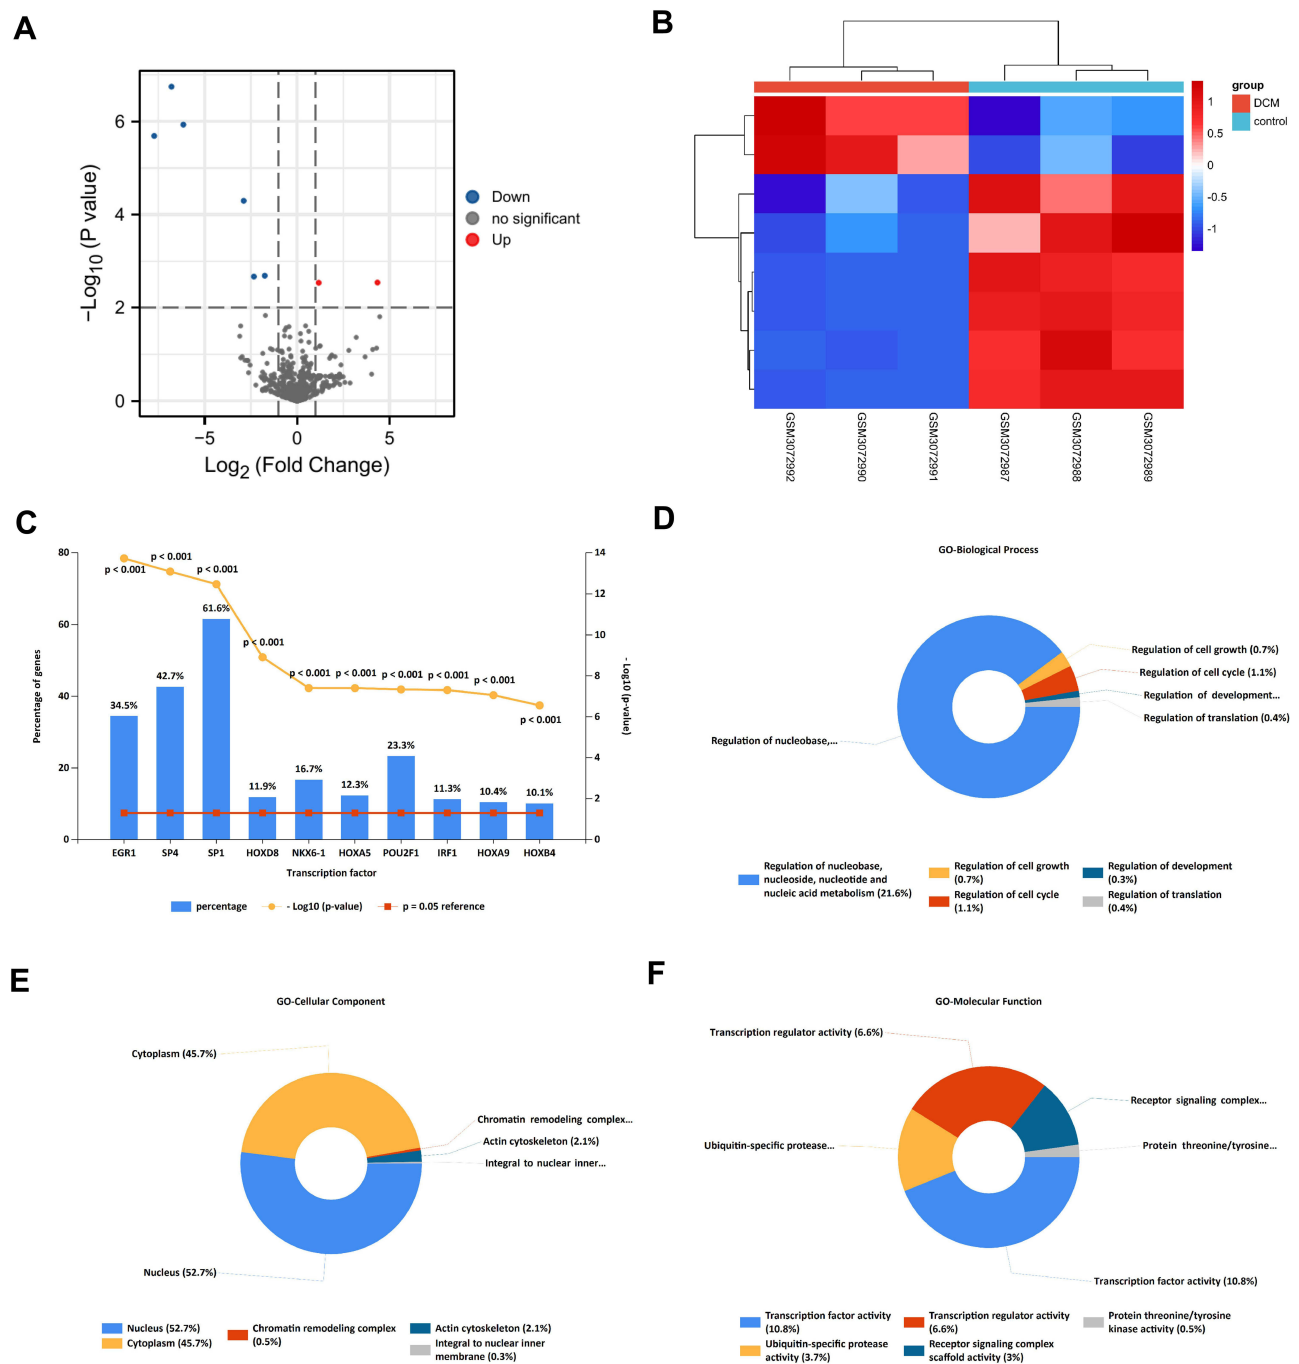 A
−Log10 (P value)
6
4
2
0
−5
0
5
Log2 (Fold Change)
Down
no significant
Up
B
group
DCM
control
1
0.5
0
-0.5
-1
GSM3072992
GSM3072990
GSM3072991
GSM3072987
GSM3072988
GSM3072989
C
80
60
40
20
0
Percentage of genes
14
12
10
8
6
4
2
0
- Log10 (p-value)
p < 0.001
p < 0.001
p < 0.001
p < 0.001
p < 0.001
p < 0.001
p < 0.001
p < 0.001
p < 0.001
p < 0.001
34.5%
42.7%
61.6%
11.9%
16.7%
12.3%
23.3%
11.3%
10.4%
10.1%
EGR1
SP4
SP1
HOXD8
NKX6-1
HOXA5
POU2F1
IRF1
HOXA9
HOXB4
Transcription factor
percentage
- Log10 (p-value)
p = 0.05 reference
D
GO-Biological Process
Regulation of cell growth (0.7%)
Regulation of cell cycle (1.1%)
Regulation of development...
Regulation of translation (0.4%)
Regulation of nucleobase,...
Regulation of nucleobase,
nucleoside, nucleotide and
nucleic acid metabolism (21.6%)
Regulation of cell growth
(0.7%)
Regulation of cell cycle
(1.1%)
Regulation of development
(0.3%)
Regulation of translation
(0.4%)
E
GO-Cellular Component
Cytoplasm (45.7%)
Chromatin remodeling complex...
Actin cytoskeleton (2.1%)
Integral to nuclear inner...
Nucleus (52.7%)
Nucleus (52.7%)
Cytoplasm (45.7%)
Chromatin remodeling complex
(0.5%)
Actin cytoskeleton (2.1%)
Integral to nuclear inner
membrane (0.3%)
F
GO-Molecular Function
Transcription regulator activity (6.6%)
Receptor signaling complex...
Ubiquitin-specific protease...
Protein threonine/tyrosine...
Transcription factor activity (10.8%)
Transcription factor activity
(10.8%)
Ubiquitin-specific protease
activity (3.7%)
Transcription regulator activity
(6.6%)
Receptor signaling complex
scaffold activity (3%)
Protein threonine/tyrosine
kinase activity (0.5%)